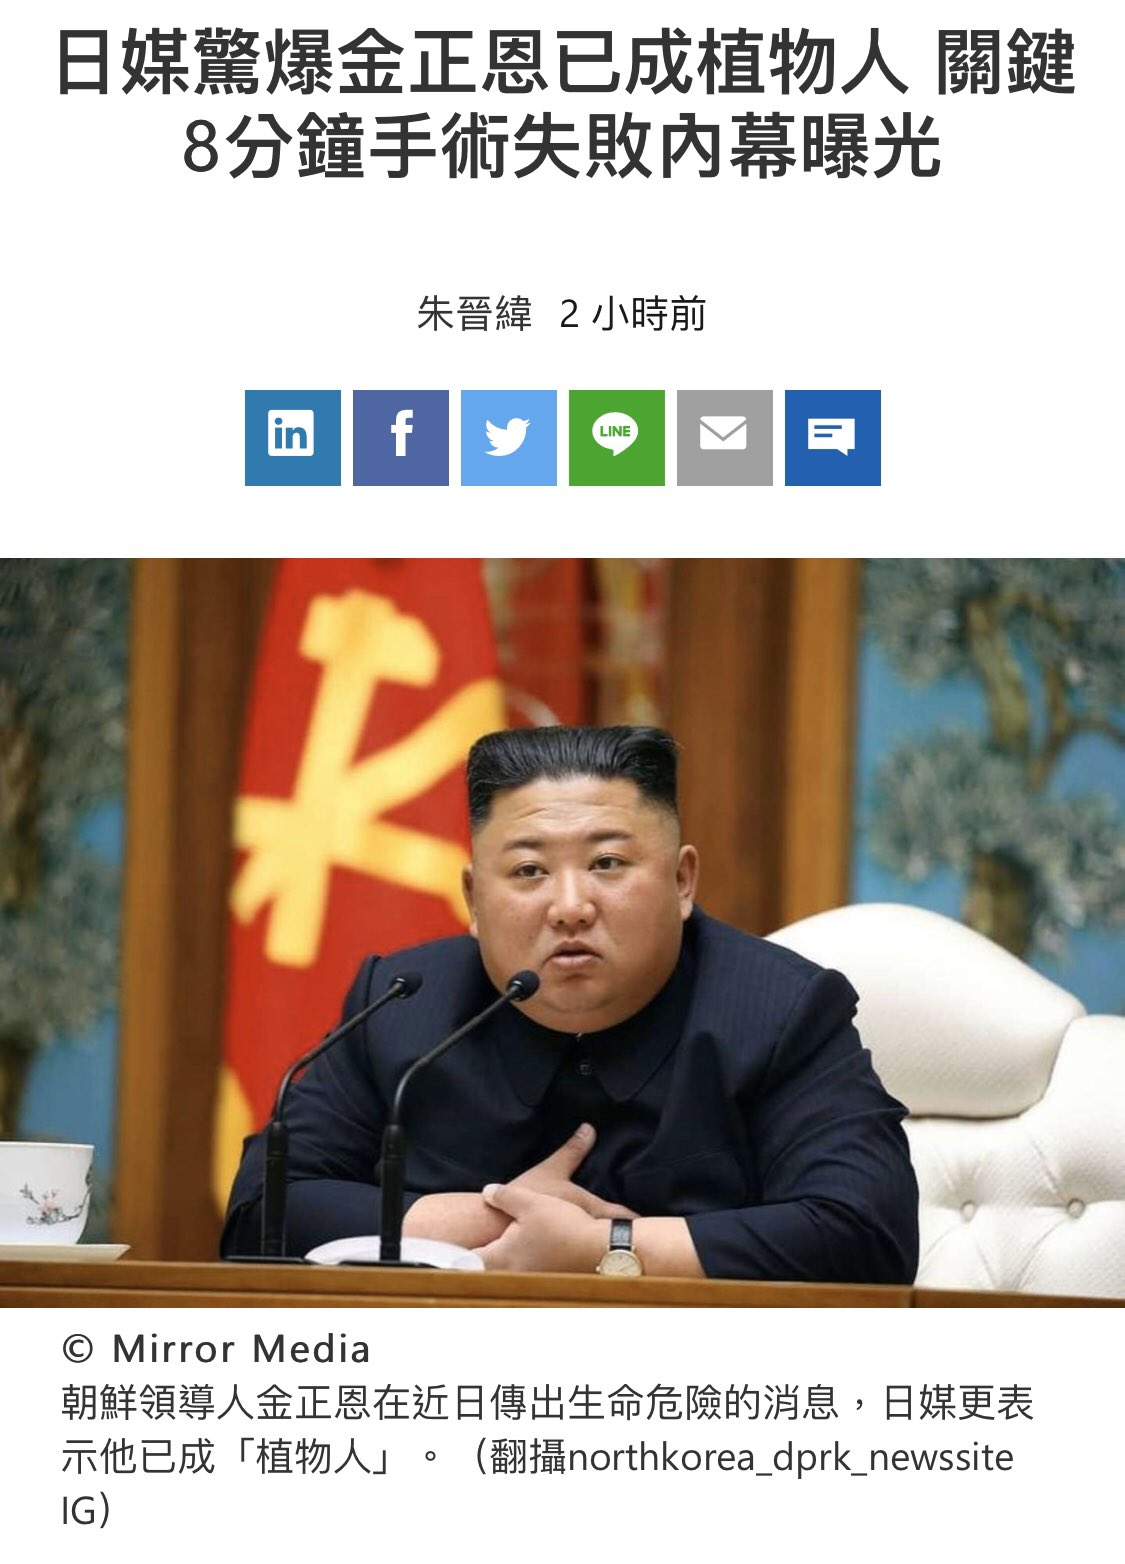 日媒驚爆金正恩已成植物人 關鍵
8分鐘手術失敗內幕曝光
朱晉緯 2 小時前
in
f
LINE
© Mirror Media
朝鮮領導人金正恩在近日傳出生命危險的消息，日媒更表
示他已成「植物人」。（翻攝northkorea_dprk_newssite
IG）